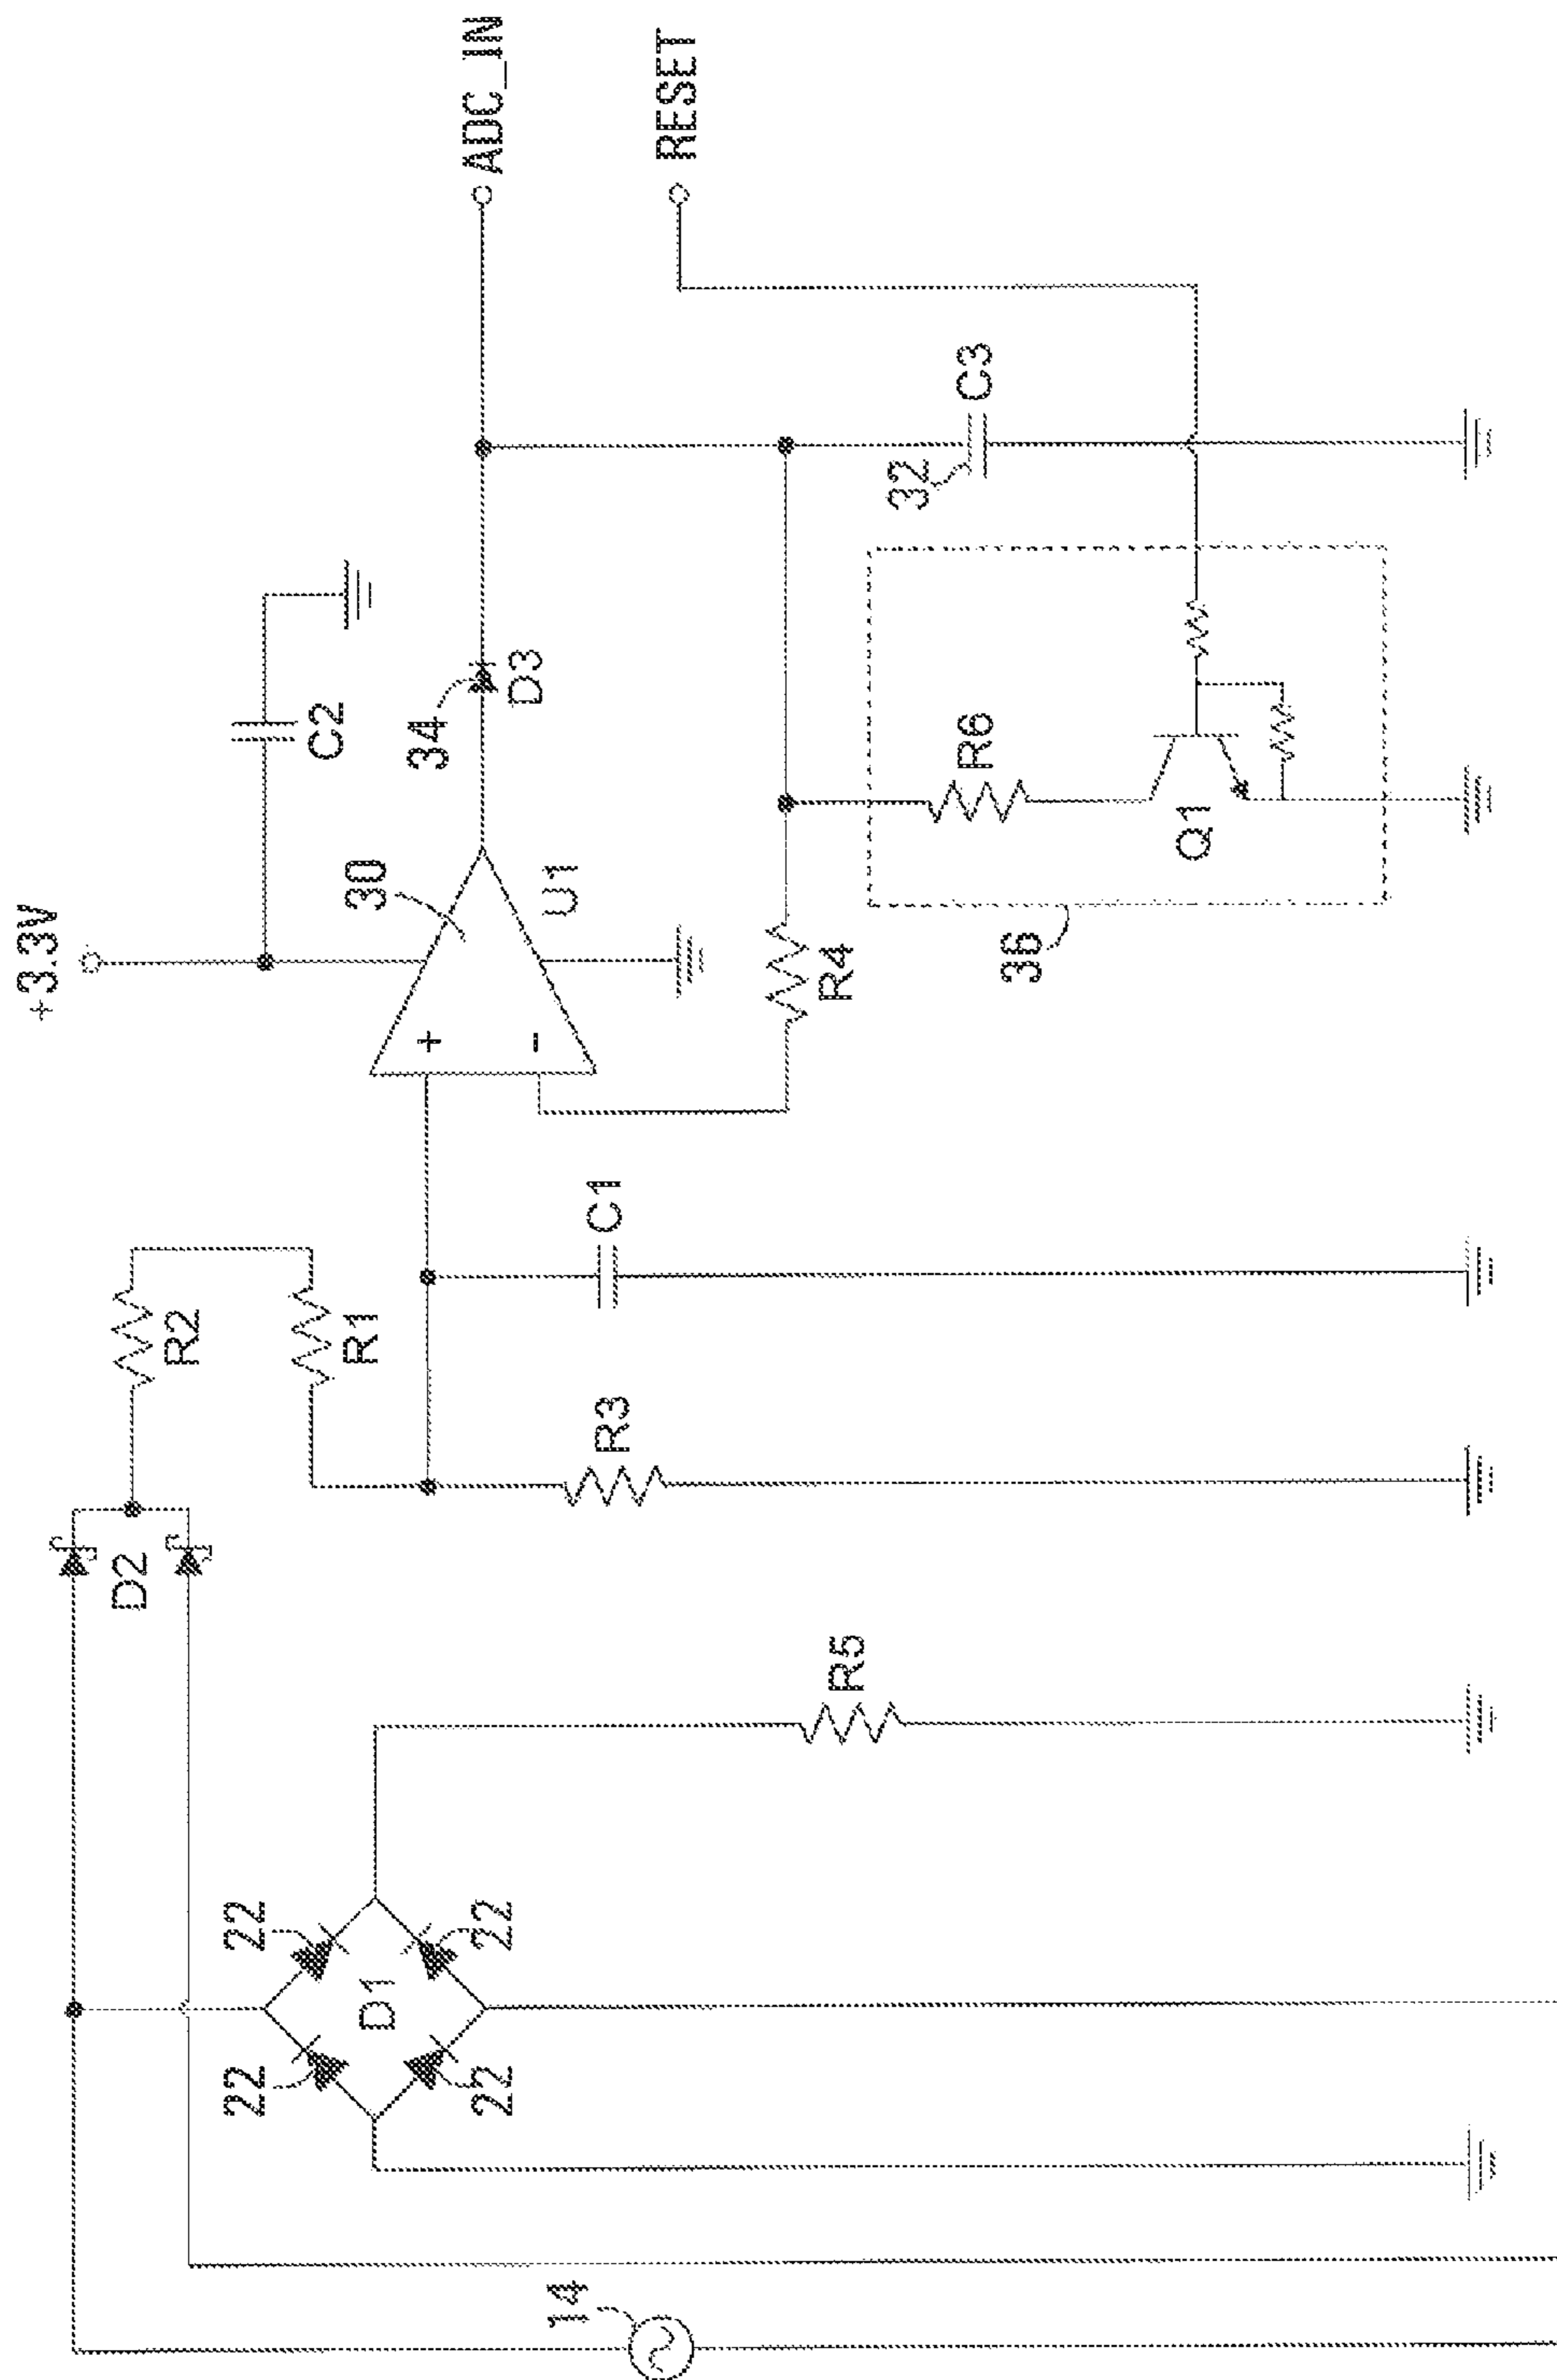 +3.3V
C2
ADC_IN
RESET
30
34
D3
U1
R4
R6
Q1
36
32
C3
D2
R2
R1
R3
C1
14
22
22
22
22
D1
R5
+
-